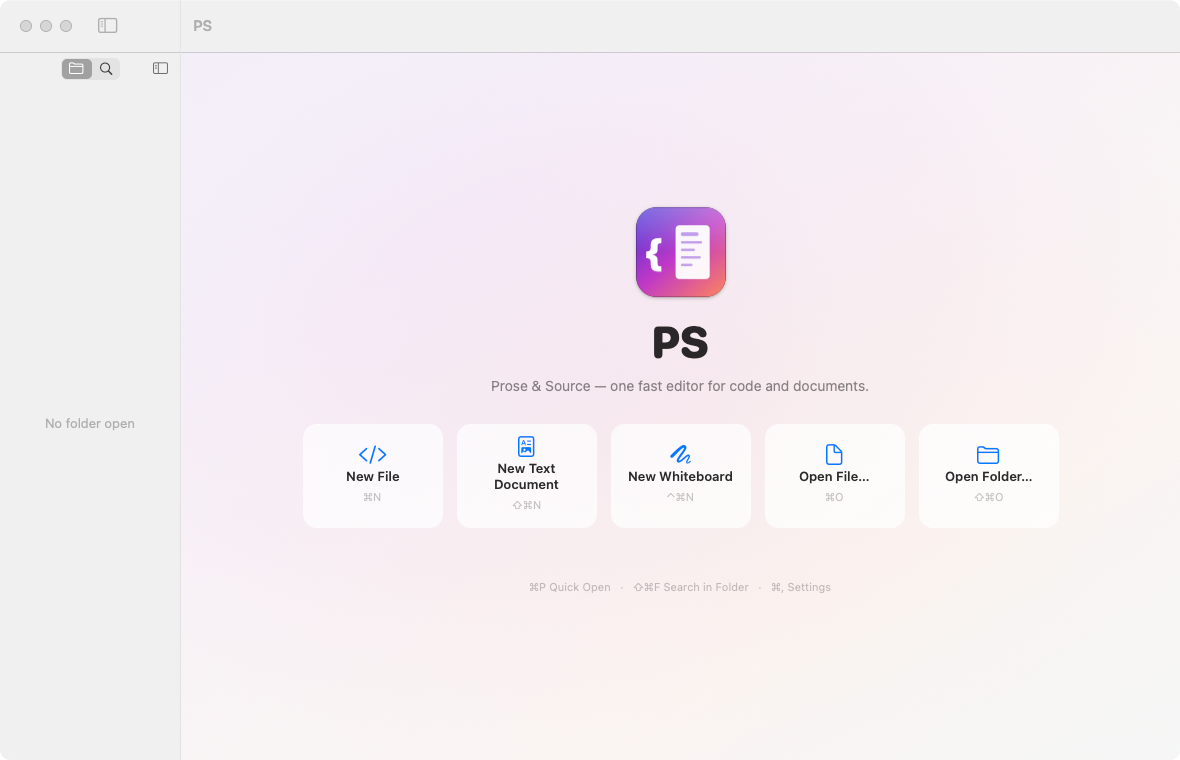 PS
No folder open
{
PS
Prose & Source — one fast editor for code and documents.
New File
⌘N
New Text
Document
⇧⌘N
New Whiteboard
^⌘N
Open File...
⌘O
Open Folder...
⇧⌘O
⌘P Quick Open · ⇧⌘F Search in Folder · ⌘, Settings